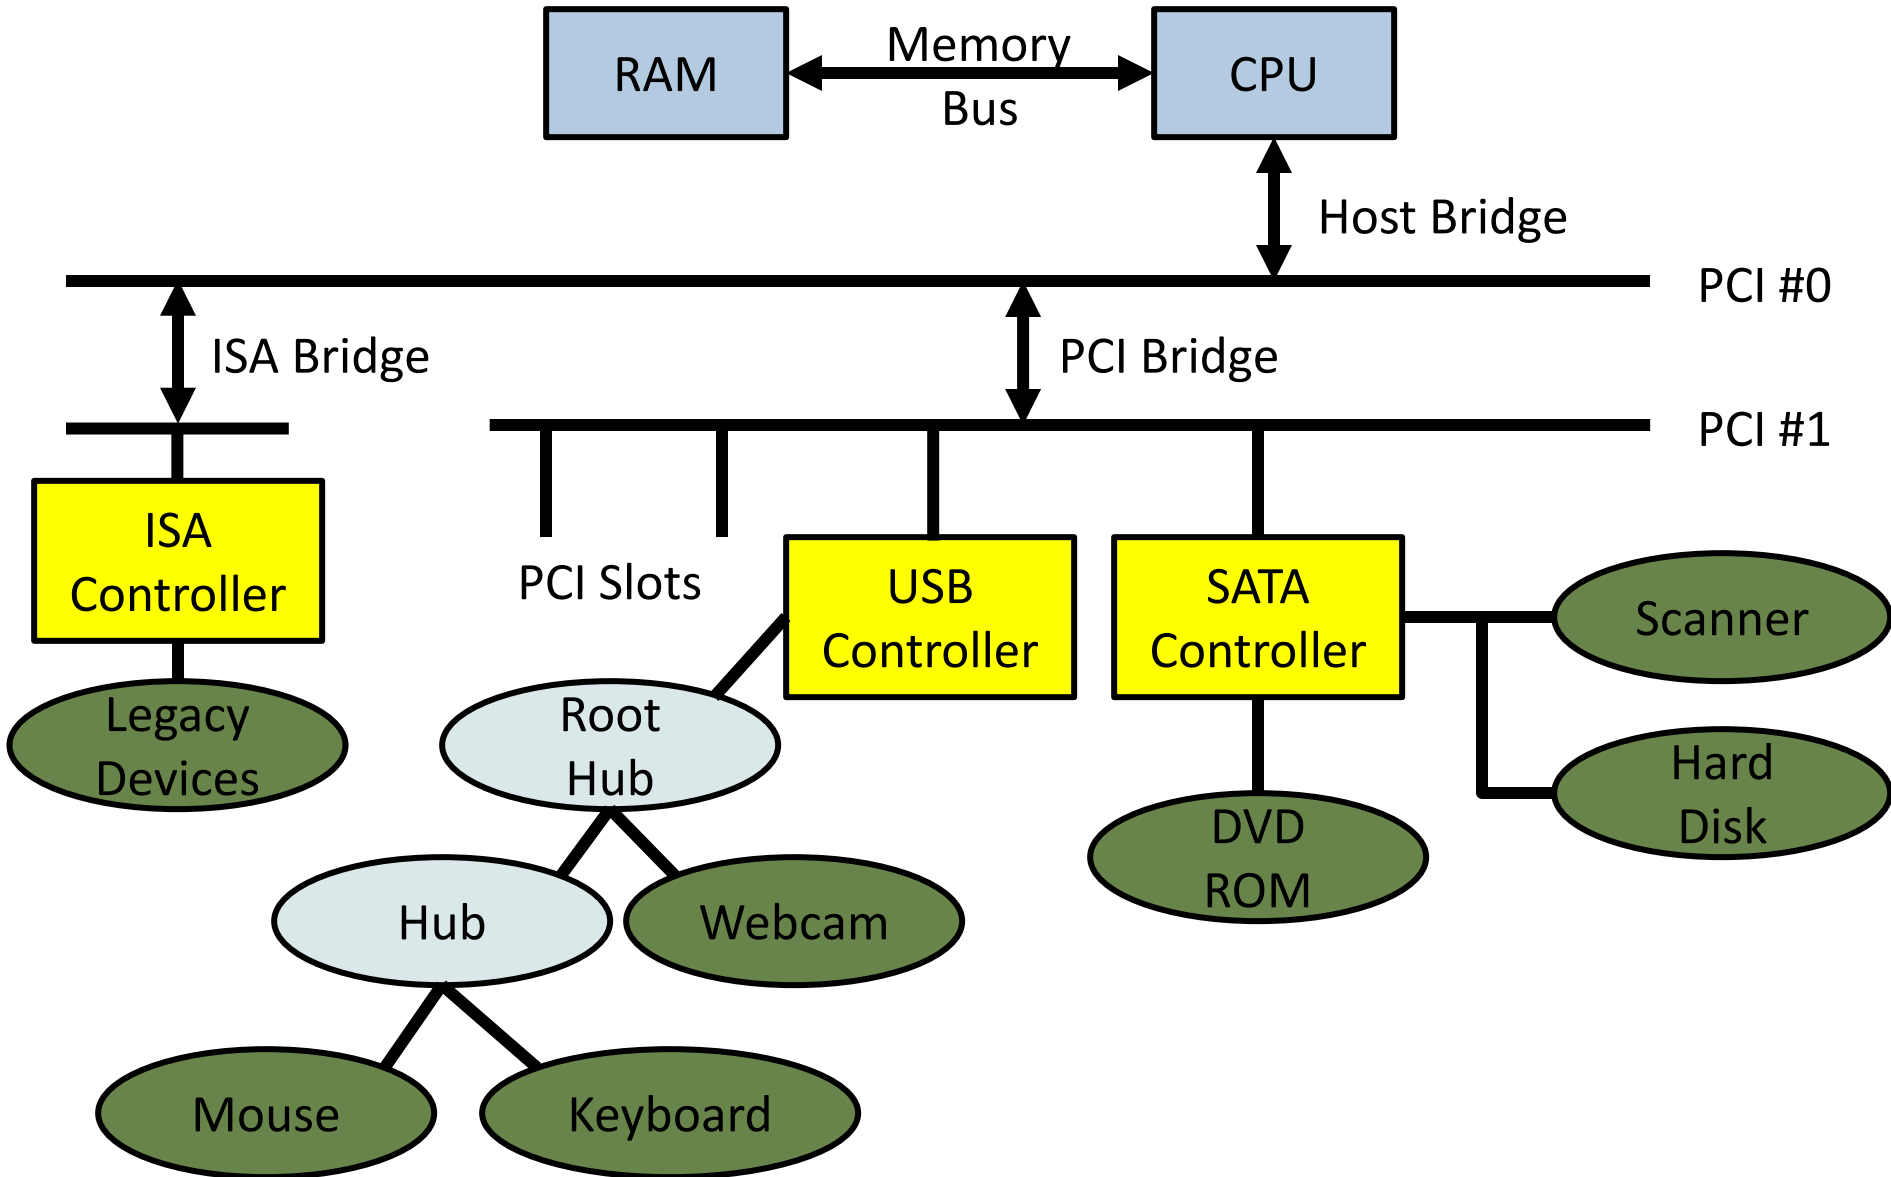 RAM
Memory
Bus
CPU
Host Bridge
PCI #0
ISA Bridge
PCI Bridge
PCI #1
ISA
Controller
PCI Slots
USB
Controller
SATA
Controller
Scanner
Legacy
Devices
Root
Hub
Hard
Disk
DVD
ROM
Hub
Webcam
Mouse
Keyboard